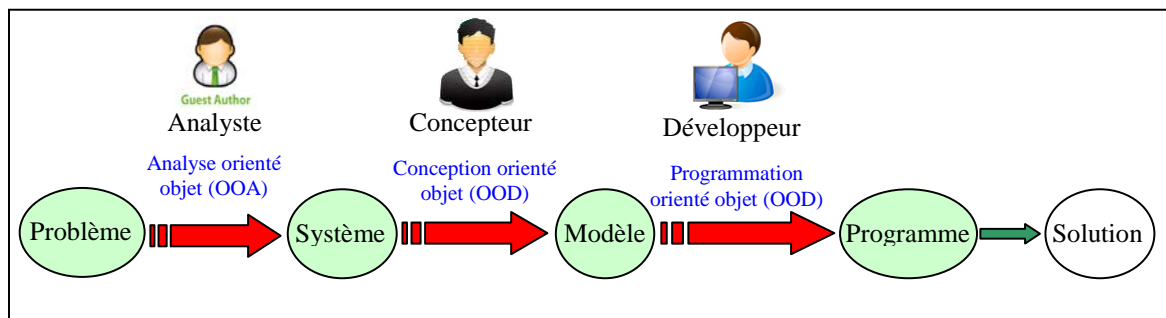 Guest Author
Analyste
Concepteur
Développeur
Analyse orienté
objet (OOA)
Conception orienté
objet (OOD)
Programmation
orienté objet (OOD)
Problème
Système
Modèle
Programme
Solution